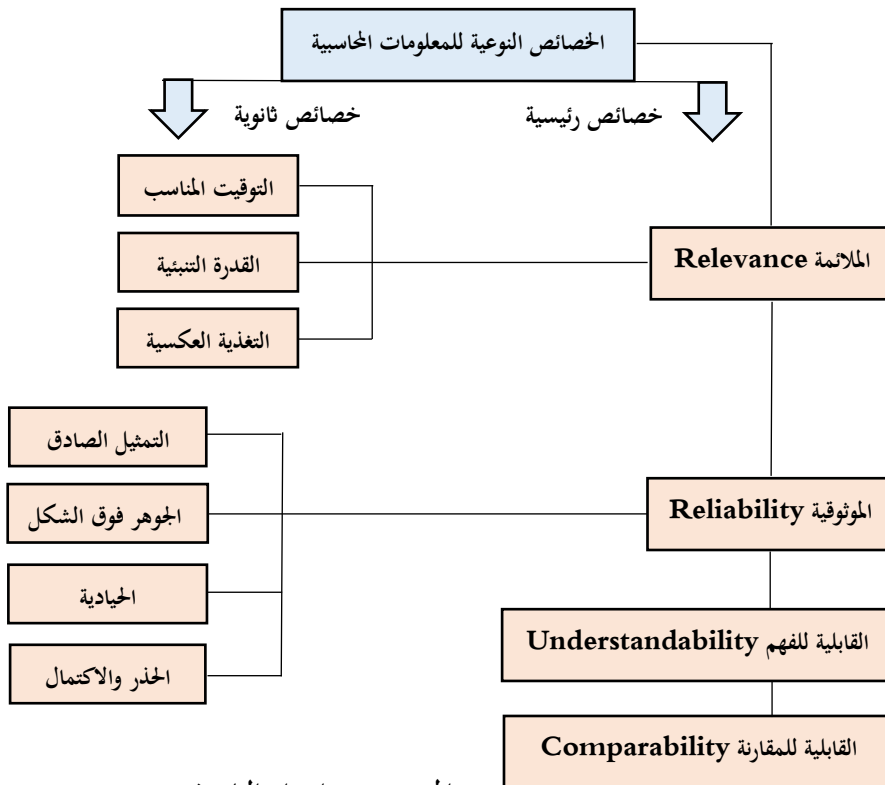 الخصائص النوعية للمعلومات المحاسبية
خصائص رئيسية
خصائص ثانوية
التوقيت المناسب
الملائمة Relevance
القدرة التنبئية
التغذية العكسية
التمثيل الصادق
الموثوقية Reliability
الجوهر فوق الشكل
الحيادية
القابلية للفهم Understandability
الحذر والاكتمال
القابلية للمقارنة Comparability